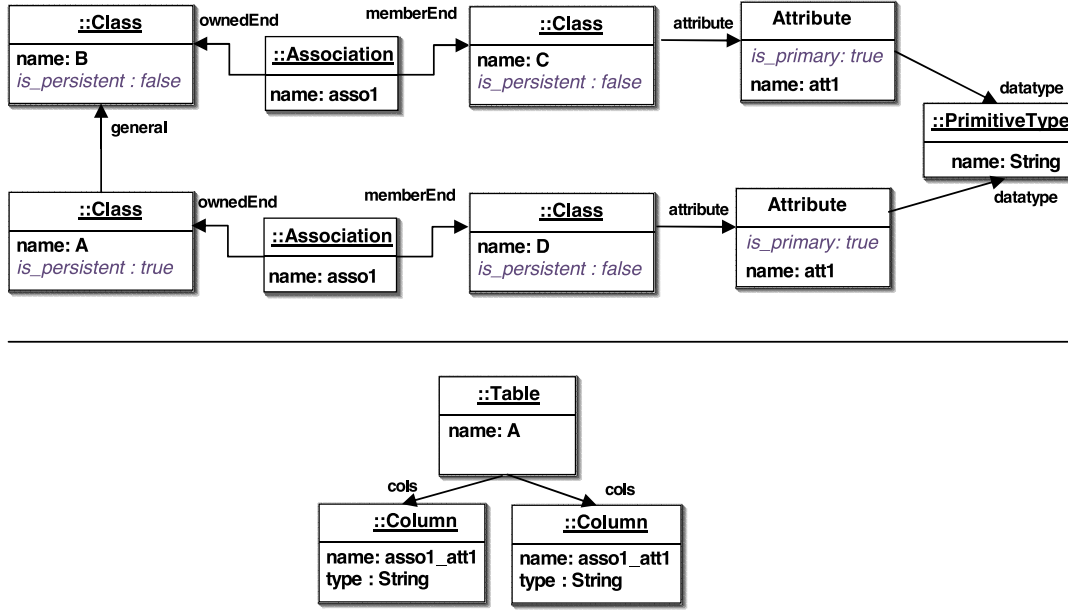 ::Class
name: B
is_persistent : false
ownedEnd
::Association
name: asso1
memberEnd
::Class
name: C
is_persistent : false
attribute
Attribute
is_primary: true
name: att1
datatype
::PrimitiveType
name: String
general
::Class
name: A
is_persistent : true
ownedEnd
::Association
name: asso1
memberEnd
::Class
name: D
is_persistent : false
attribute
Attribute
is_primary: true
name: att1
datatype
::Table
name: A
cols
cols
::Column
name: asso1_att1
type : String
::Column
name: asso1_att1
type : String